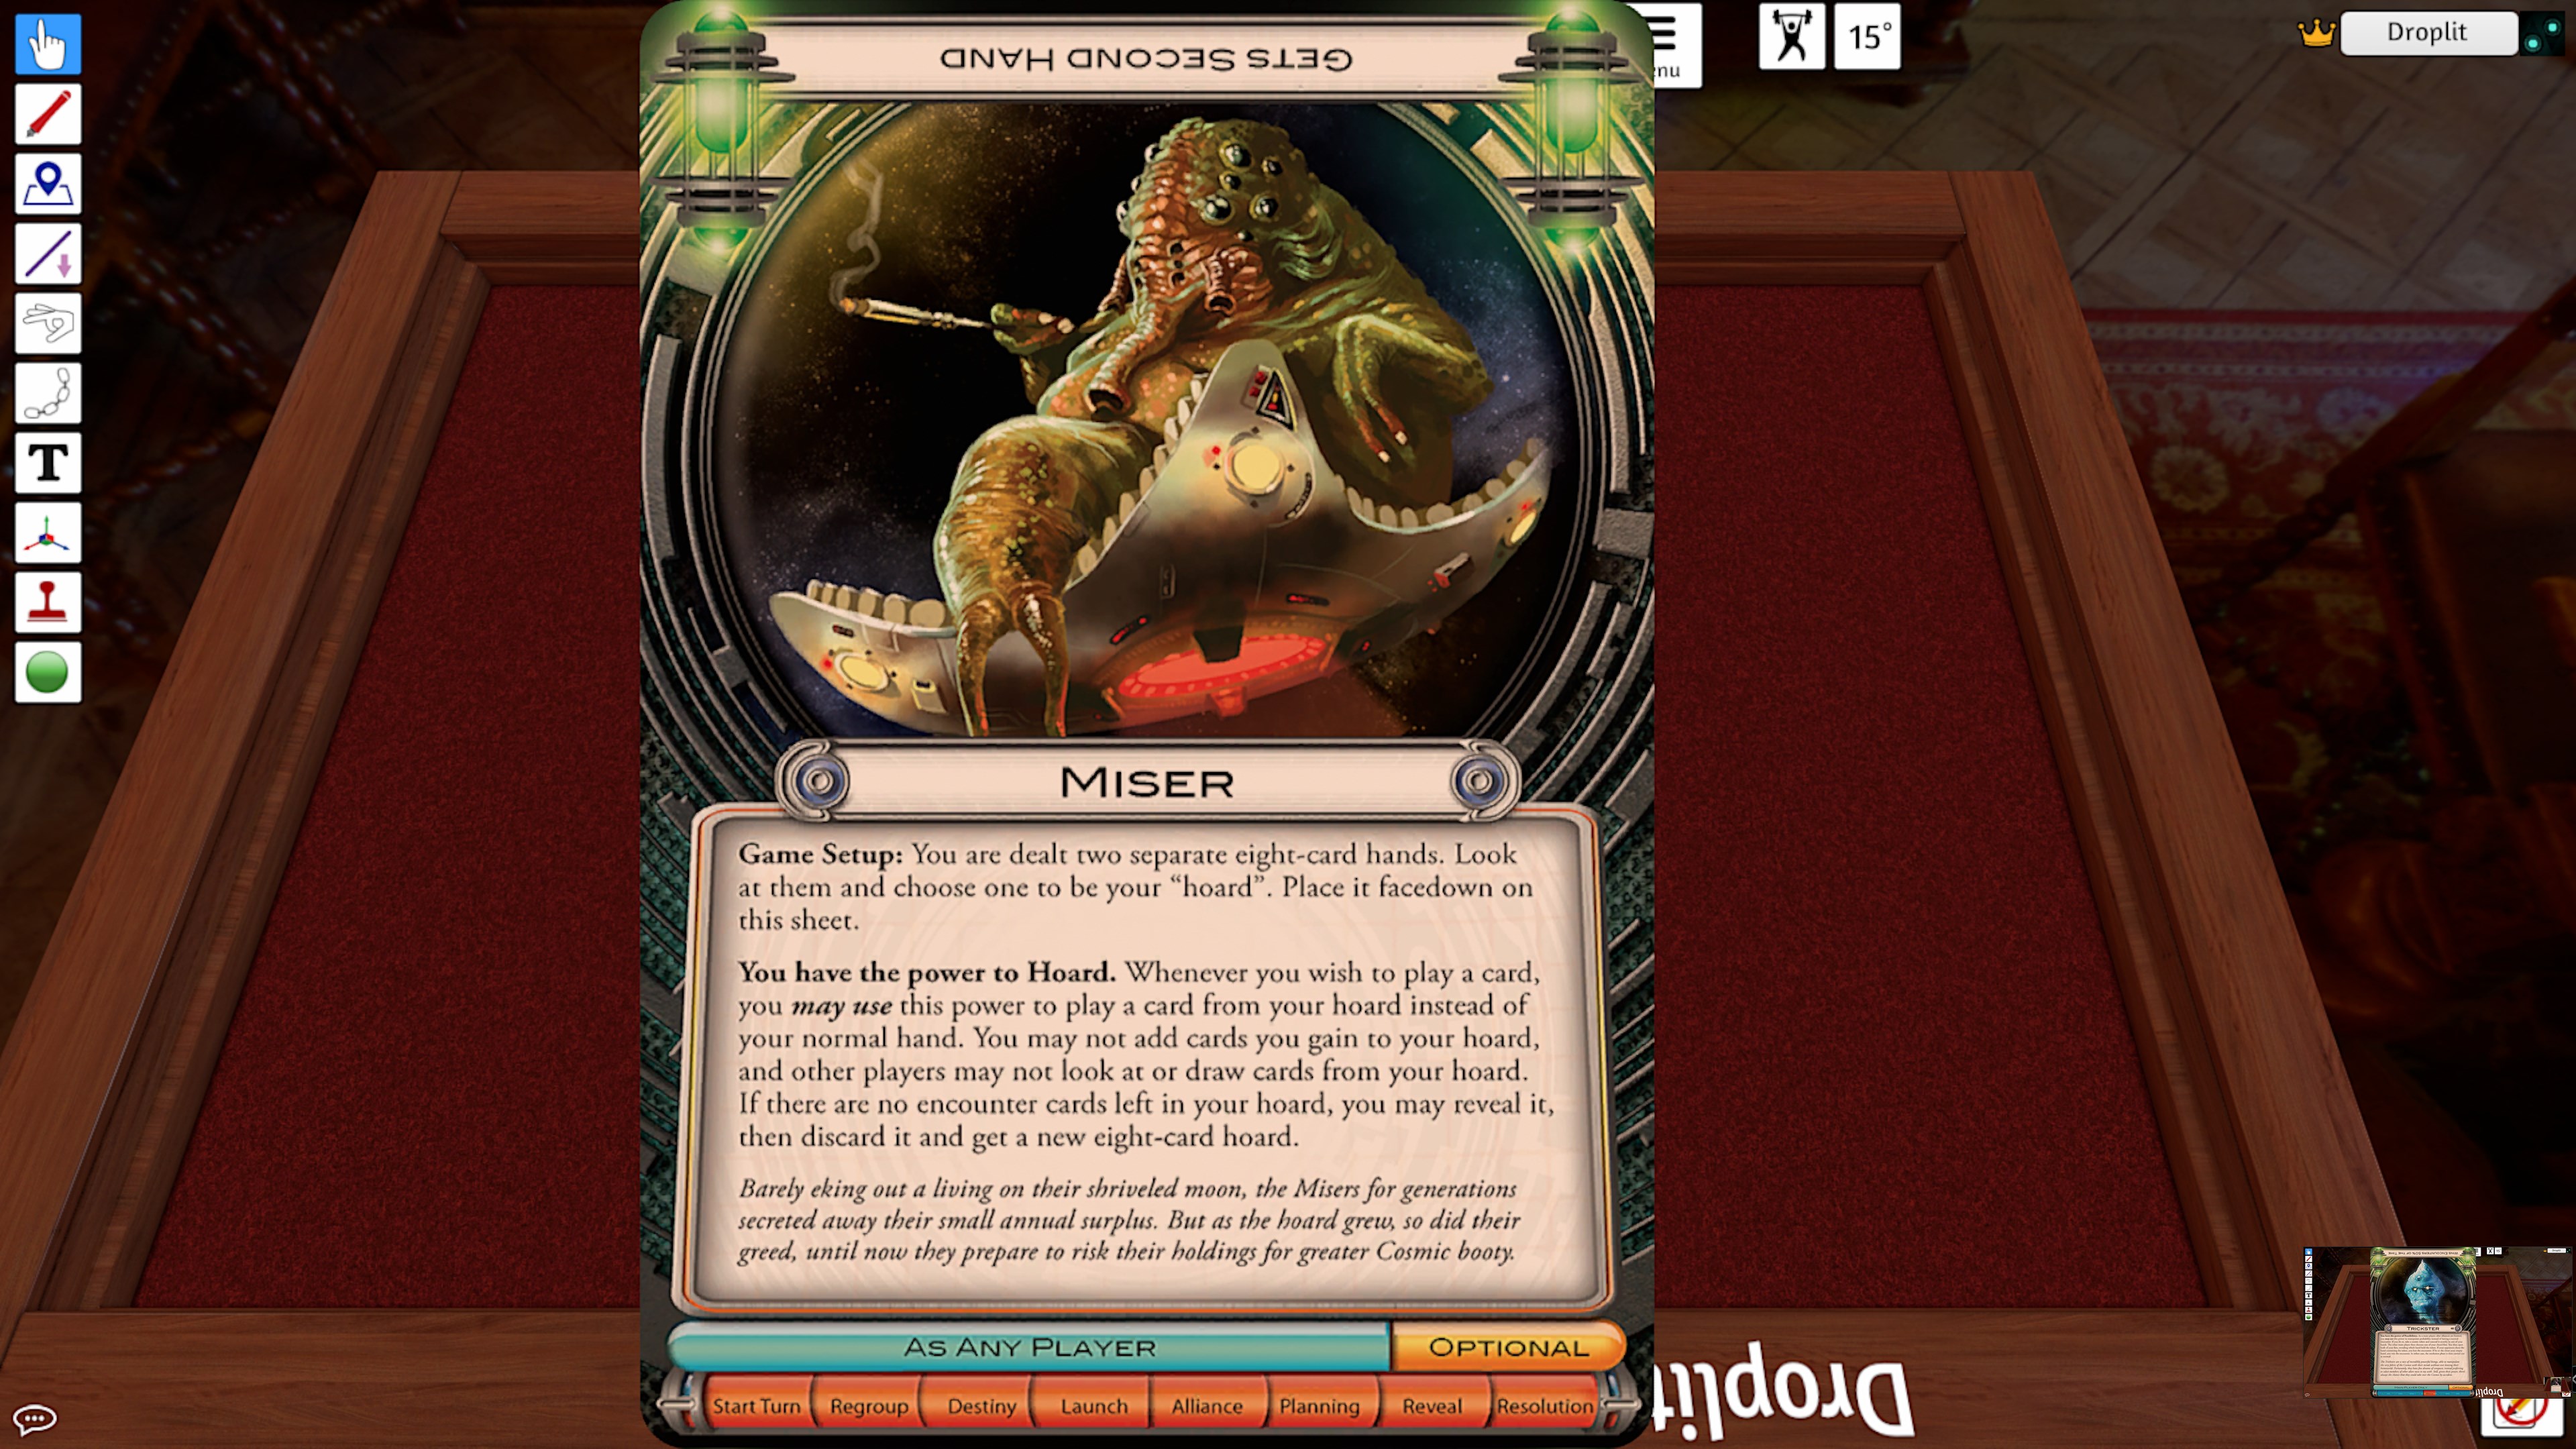 GETS SECOND HAND
enu
15°
Droplit
T
MISER
Game Setup: You are dealt two separate eight-card hands. Look
at them and choose one to be your “hoard”. Place it facedown on
this sheet.
You have the power to Hoard. Whenever you wish to play a card,
you may use this power to play a card from your hoard instead of
your normal hand. You may not add cards you gain to your hoard,
and other players may not look at or draw cards from your hoard.
If there are no encounter cards left in your hoard, you may reveal it,
then discard it and get a new eight-card hoard.
Barely eking out a living on their shriveled moon, the Misers for generations
secreted away their small annual surplus. But as the hoard grew, so did their
greed, until now they prepare to risk their holdings for greater Cosmic booty.
AS ANY PLAYER OPTIONAL
Start Turn Regroup Destiny Launch Alliance Planning Reveal Resolution
Droplit
TRICKSTER
Droplit